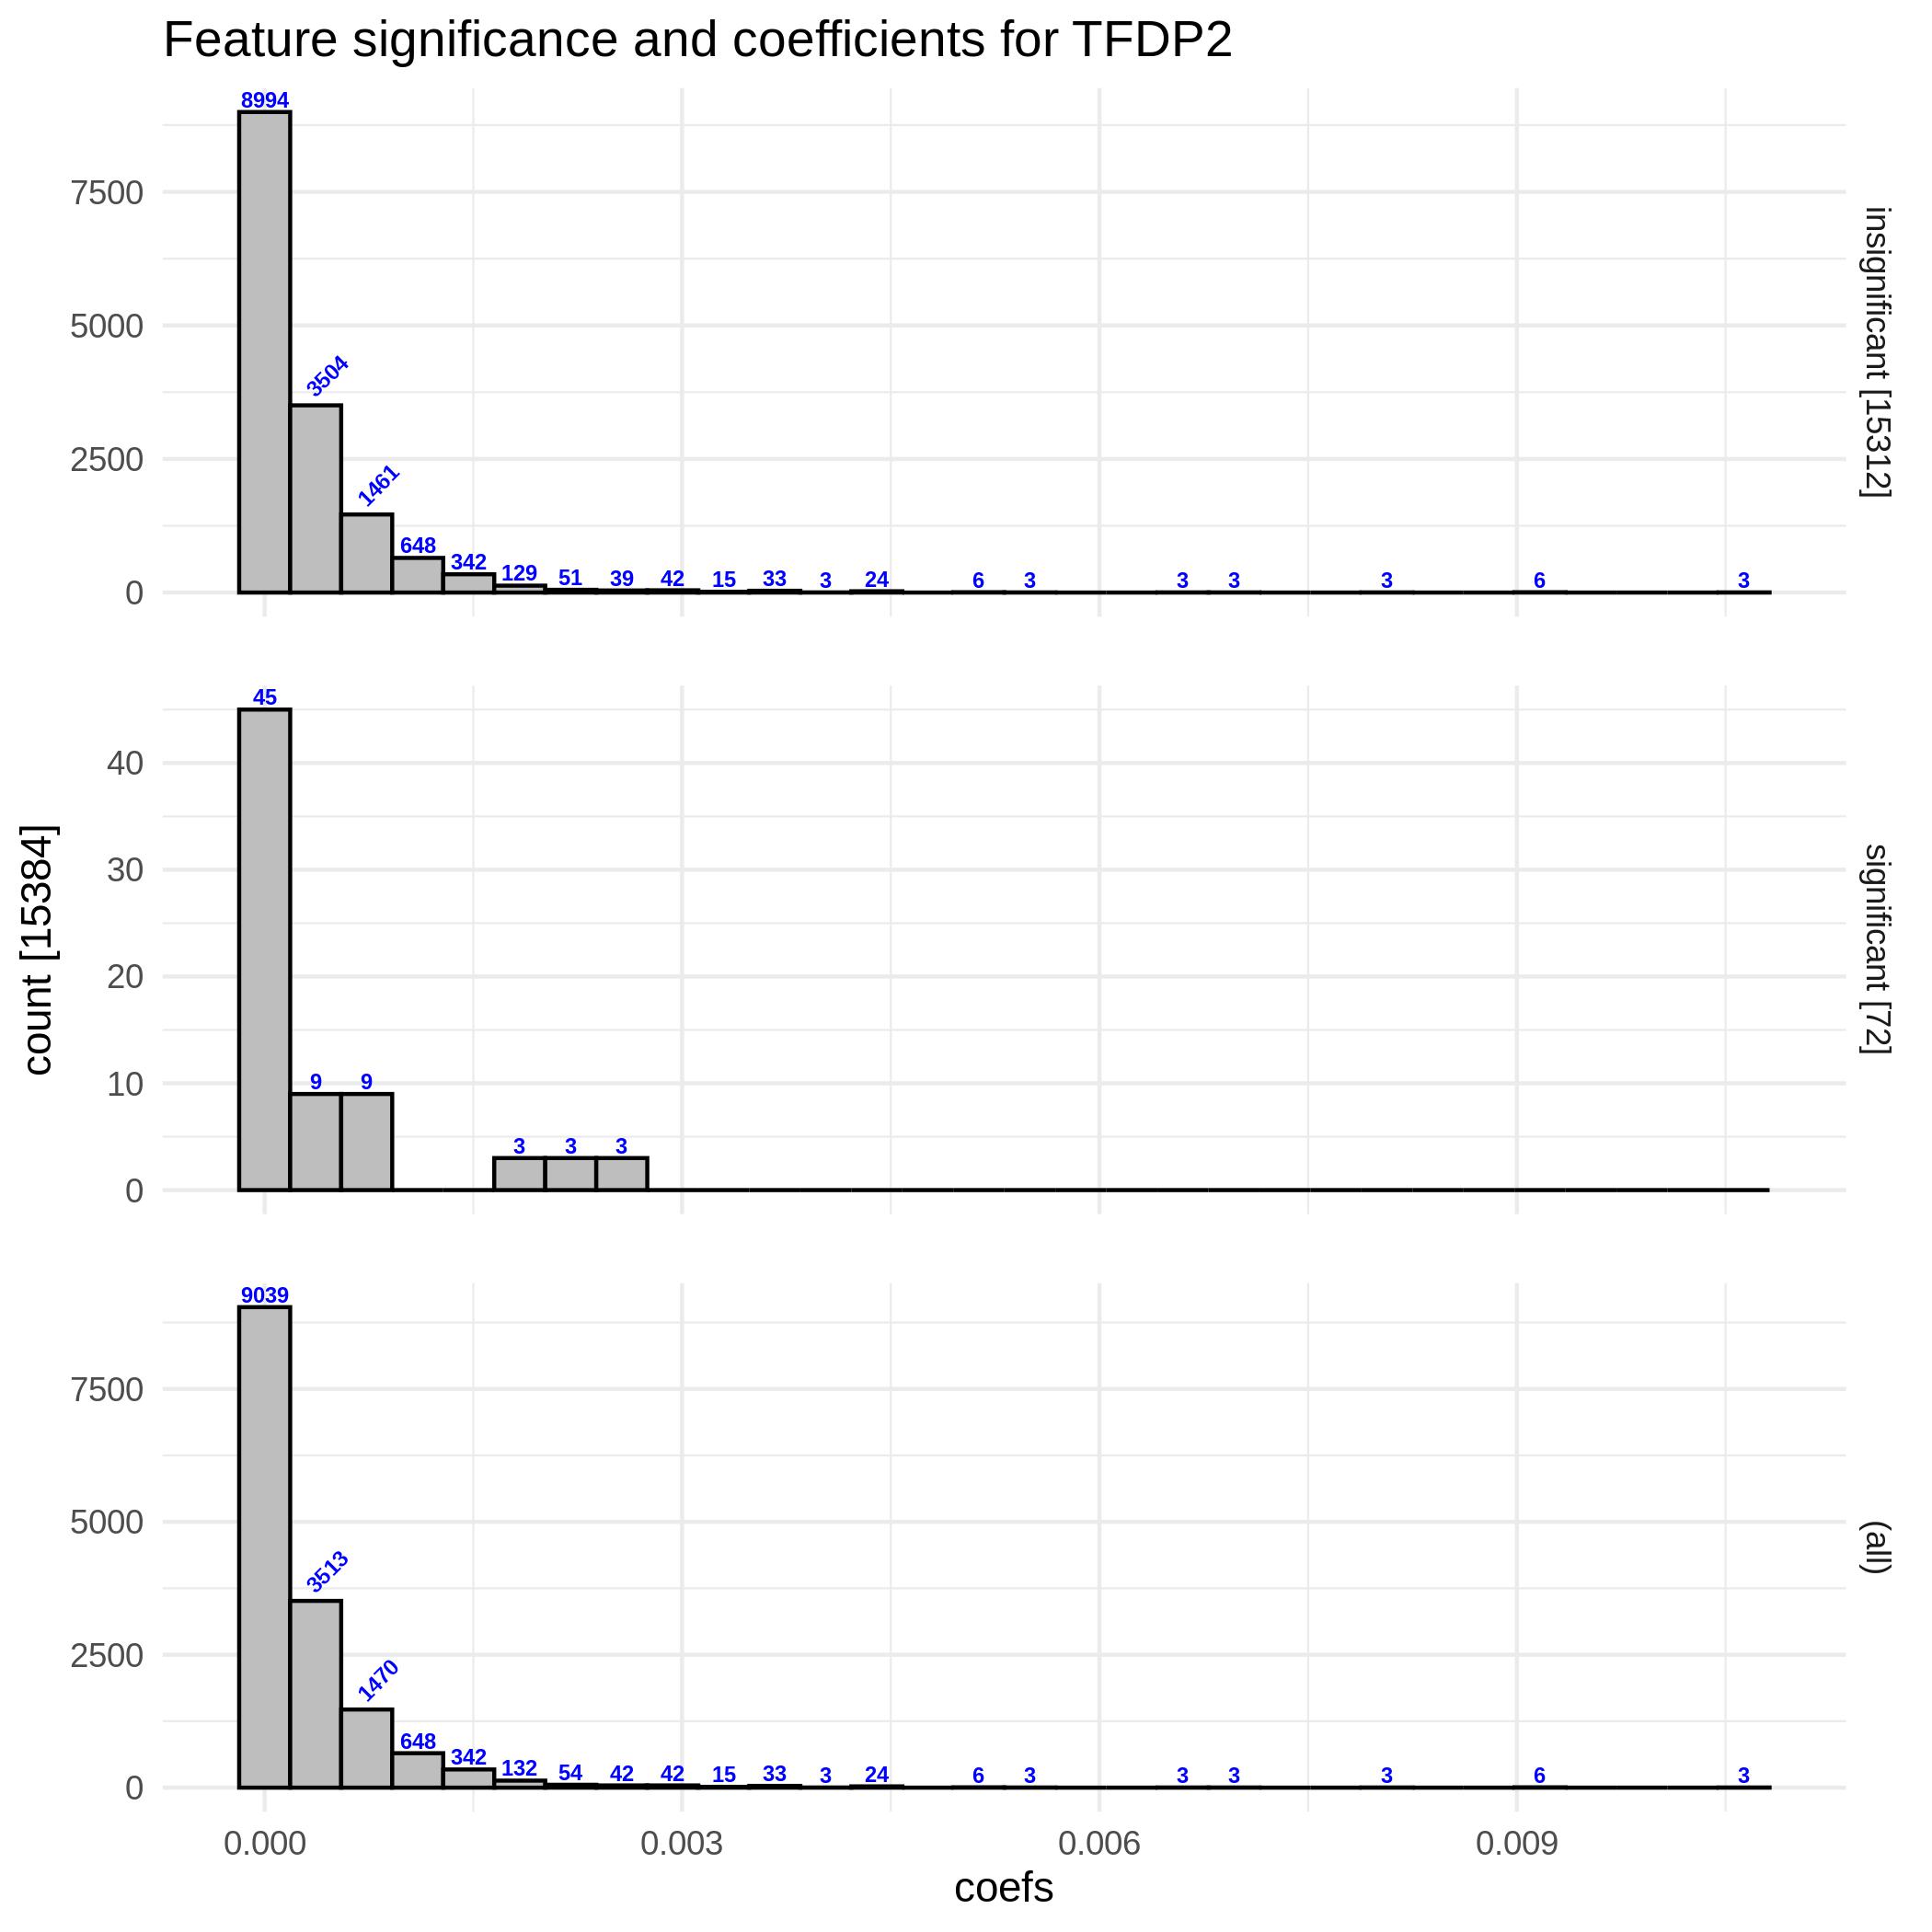 Feature significance and coefficients for TFDP2
count [15384]
8994
3504
1461
648 342 129 51 39 42 15 33 3 24 6 3 3 3 3 6 3
7500
5000
2500
0
insignificant [15312]
45
9 9
3 3 3
40
30
20
10
0
significant [72]
9039
3513
1470
648 342 132 54 42 42 15 33 3 24 6 3 3 3 3 6 3
7500
5000
2500
0
(all)
0.000 0.003 0.006 0.009
coefs